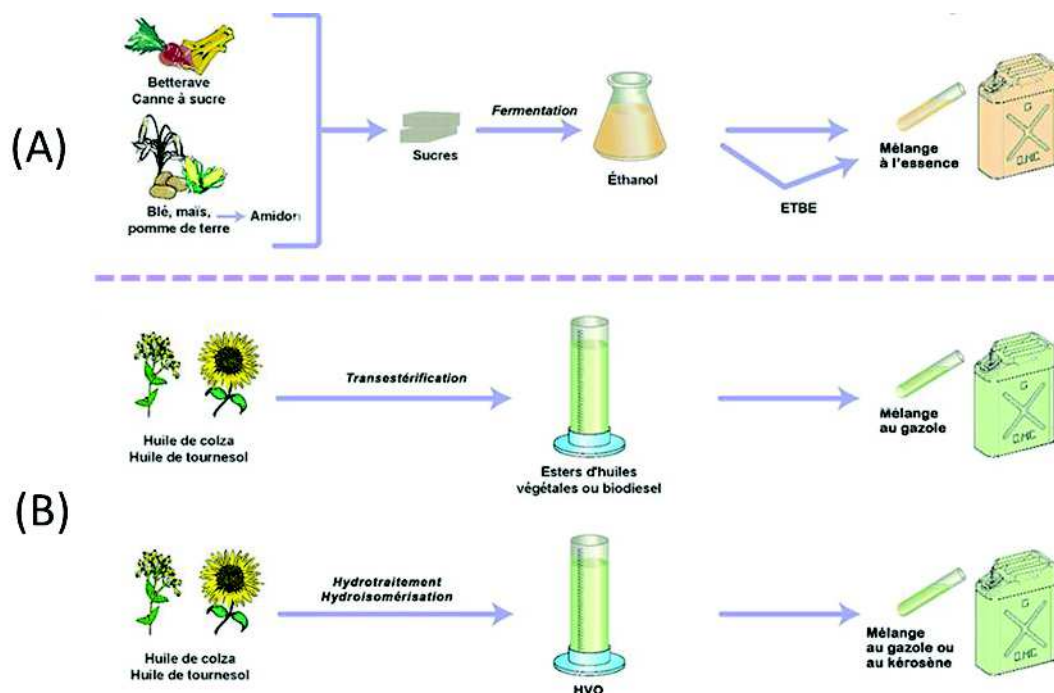 (A)
Betterave
Canne à sucre
Blé, maïs,
pomme de terre
Amidon
Sucres
Fermentation
Éthanol
ETBE
Mélange
à l'essence
G
(B)
Huile de colza
Huile de tournesol
Transestérification
Esters d'huiles
végétales ou biodiesel
Mélange
au gazole
G
Huile de colza
Huile de tournesol
Hydrotraitement
Hydroisomérisation
HVO
Mélange
au gazole ou
au kérosène
G